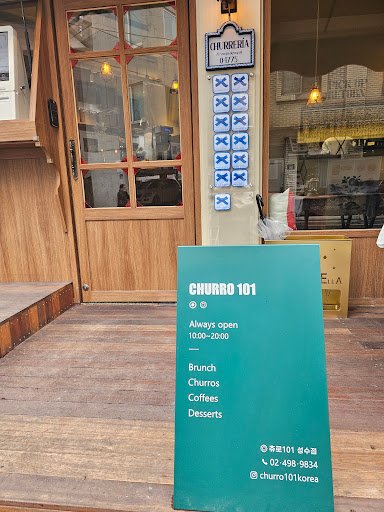 CHURRERÍA
CHURRO 101
Always open
10:00~20:00
Brunch
Churros
Coffees
Desserts
츄로101 성수점
02·498·9834
churro101korea